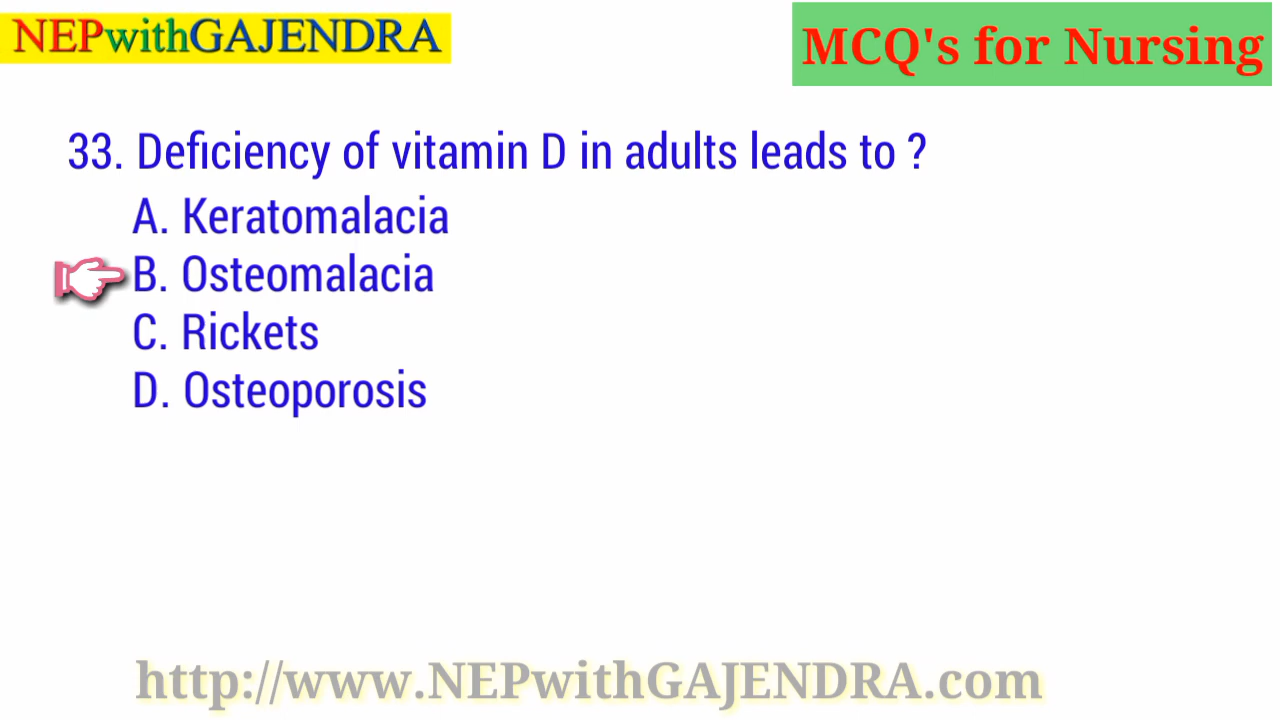 NEPwithGAJENDRA
MCQ's for Nursing
33. Deficiency of vitamin D in adults leads to ?
A. Keratomalacia
B. Osteomalacia
C. Rickets
D. Osteoporosis
http://www.NEPwithGAJENDRA.com